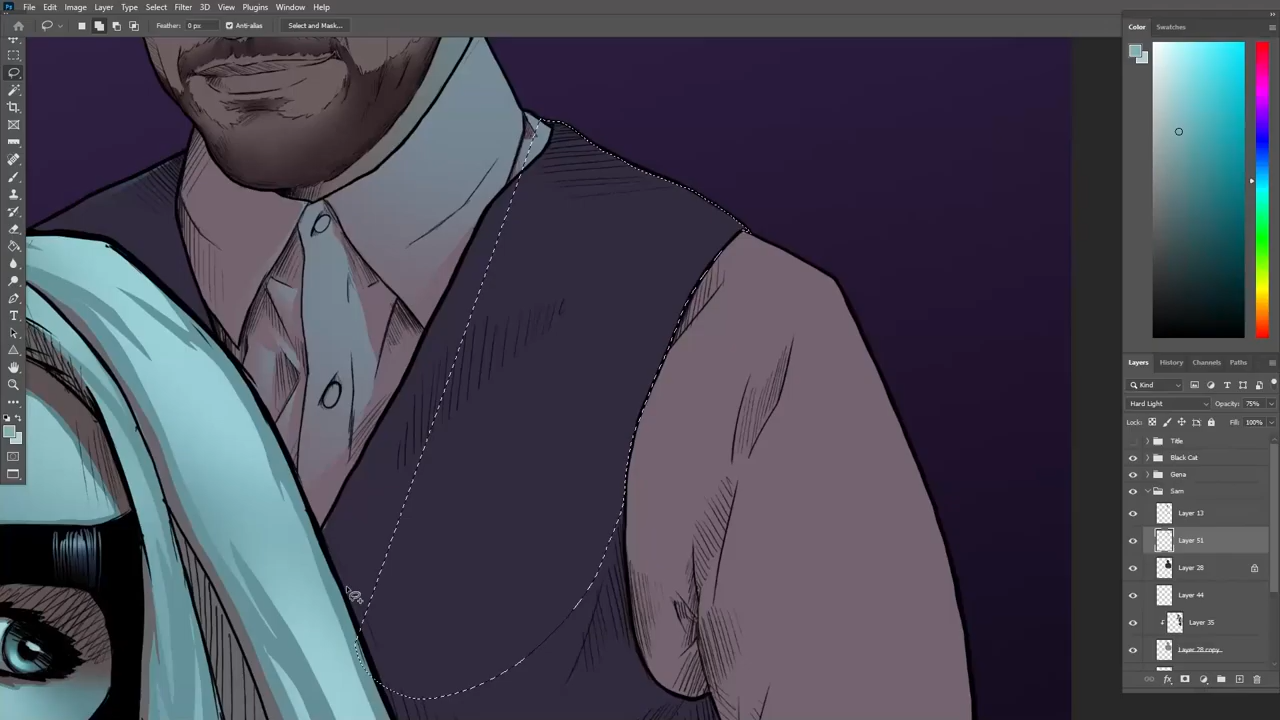 Ps File Edit Image Layer Type Select Filter 3D View Plugins Window Help
Feather: 0 px Anti-alias Select and Mask...
Color Swatches
Layers History Channels Paths
Kind
Hard Light Opacity: 75%
Lock: Fill: 100%
Title
Black Cat
Gena
Sam
Layer 13
Layer 51
Layer 28
Layer 44
Layer 35
Layer 28 copy
fx